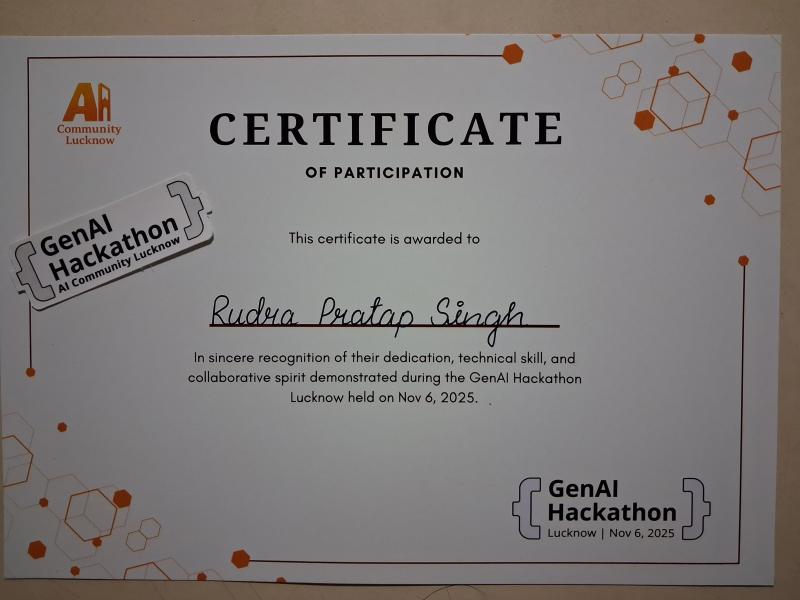 AI
Community
Lucknow
CERTIFICATE
OF PARTICIPATION
GenAI
Hackathon
AI Community Lucknow
This certificate is awarded to
Rudra Pratap Singh
In sincere recognition of their dedication, technical skill, and
collaborative spirit demonstrated during the GenAI Hackathon
Lucknow held on Nov 6, 2025.
GenAI
Hackathon
Lucknow | Nov 6, 2025